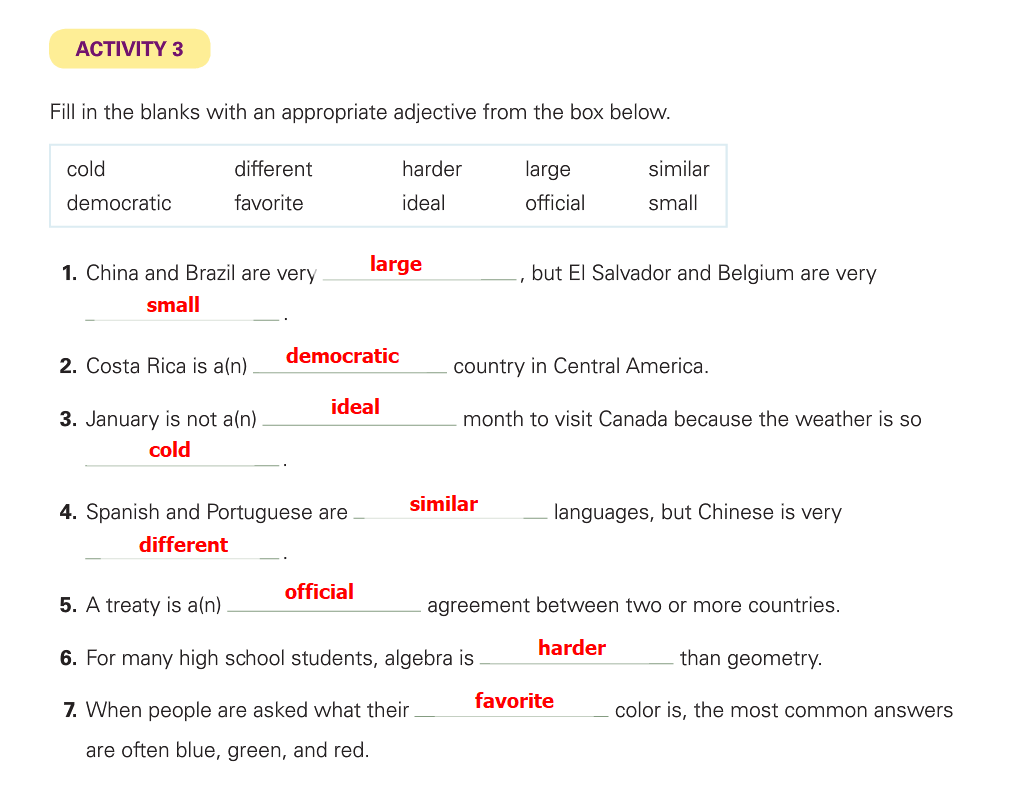 ACTIVITY 3
Fill in the blanks with an appropriate adjective from the box below.
cold different harder large similar
democratic favorite ideal official small
1. China and Brazil are very large, but El Salvador and Belgium are very
small.
2. Costa Rica is a(n) democratic country in Central America.
3. January is not a(n) ideal month to visit Canada because the weather is so
cold.
4. Spanish and Portuguese are similar languages, but Chinese is very
different.
5. A treaty is a(n) official agreement between two or more countries.
6. For many high school students, algebra is harder than geometry.
7. When people are asked what their favorite color is, the most common answers
are often blue, green, and red.